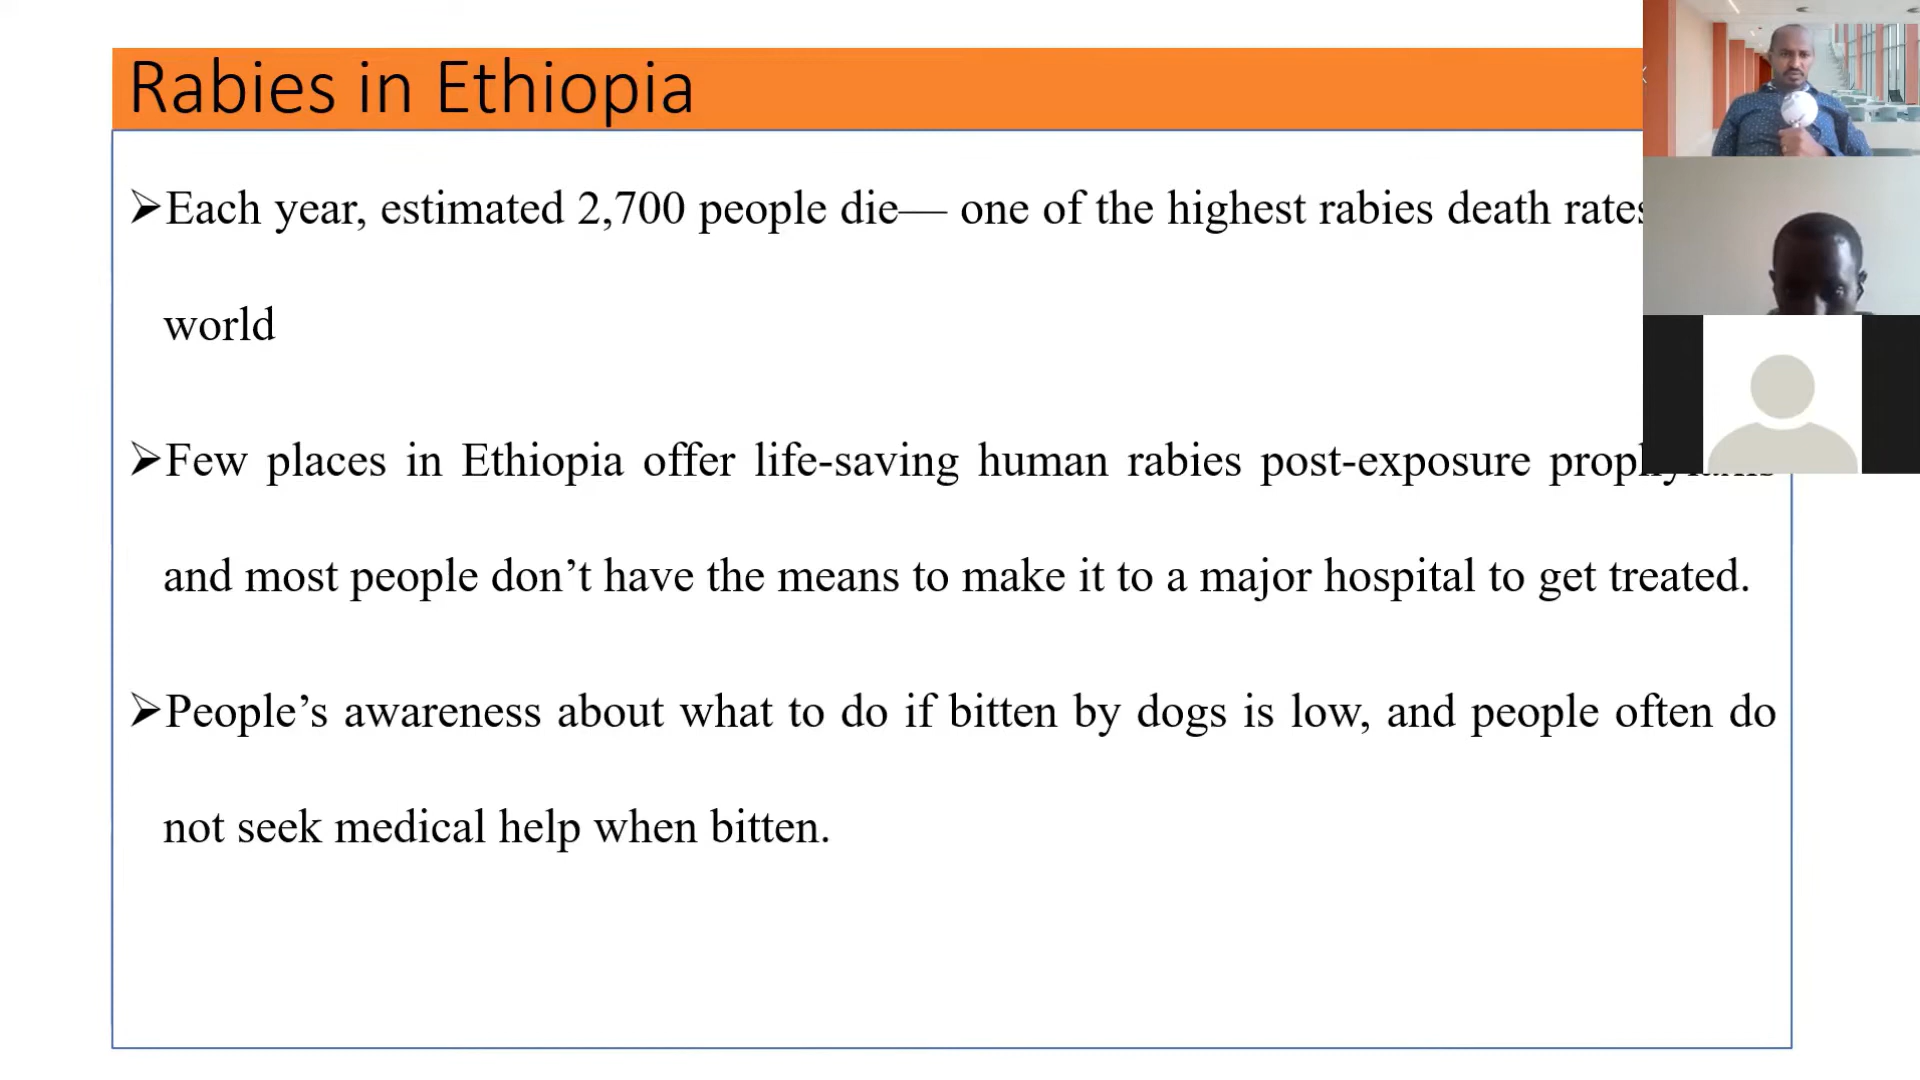 Rabies in Ethiopia
➢Each year, estimated 2,700 people die— one of the highest rabies death rates
world
➢Few places in Ethiopia offer life-saving human rabies post-exposure prophylaxis
and most people don’t have the means to make it to a major hospital to get treated.
➢People’s awareness about what to do if bitten by dogs is low, and people often do
not seek medical help when bitten.